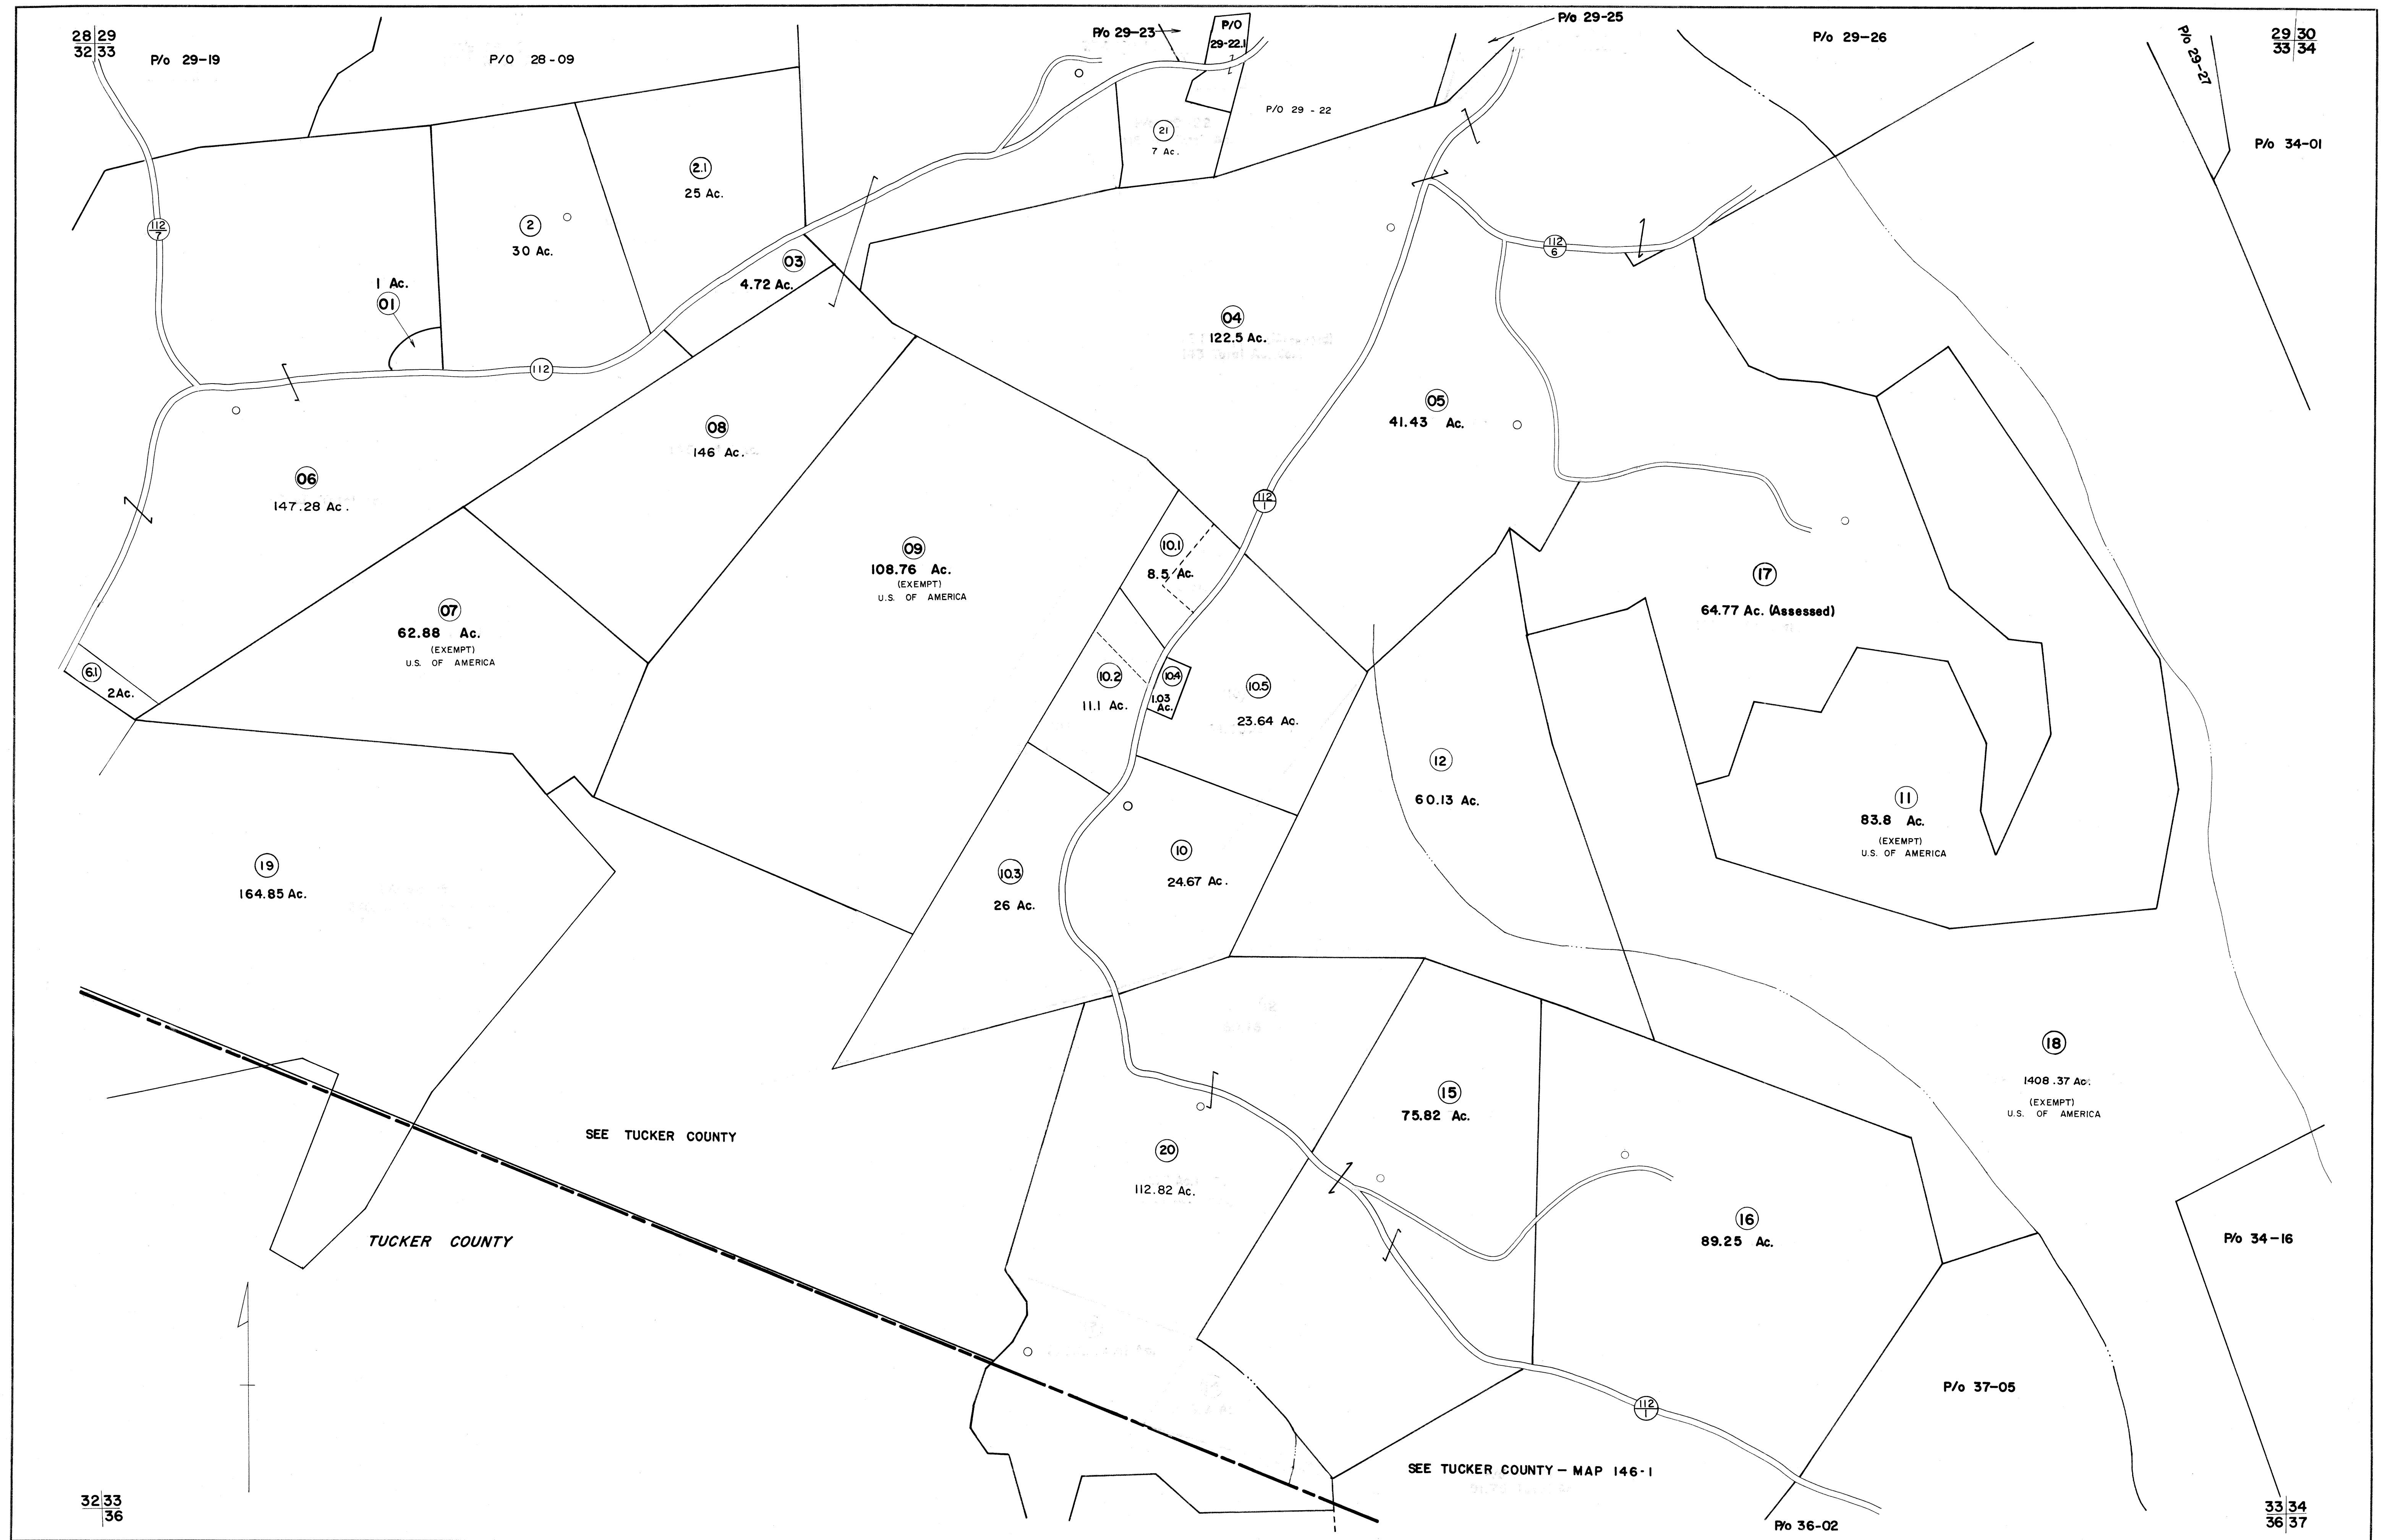 28 29
32 33
P/o 29-19
P/O 28-09
P/o 29-23
P/O
29-22.1
P/o 29-25
P/o 29-26
P/o 29-27
29 30
33 34
P/O 29 - 22
P/o 34-01
21
7 Ac.
2.1
25 Ac.
2
30 Ac.
112
7
1 Ac.
01
03
4.72 Ac.
112
6
04
122.5 Ac.
112
05
41.43 Ac.
08
146 Ac.
06
147.28 Ac.
112
1
09
108.76 Ac.
(EXEMPT)
U.S. OF AMERICA
10.1
8.5 Ac.
17
64.77 Ac. (Assessed)
07
62.88 Ac.
(EXEMPT)
U.S. OF AMERICA
6.1
2Ac.
10.2
11.1 Ac.
10.4
1.03
Ac.
10.5
23.64 Ac.
12
60.13 Ac.
11
83.8 Ac.
(EXEMPT)
U.S. OF AMERICA
19
164.85 Ac.
10.3
26 Ac.
10
24.67 Ac.
18
1408.37 Ac.
(EXEMPT)
U.S. OF AMERICA
15
75.82 Ac.
SEE TUCKER COUNTY
20
112.82 Ac.
16
89.25 Ac.
TUCKER COUNTY
P/o 34-16
P/o 37-05
112
1
SEE TUCKER COUNTY — MAP 146-1
32 33
36
P/o 36-02
33 34
36 37